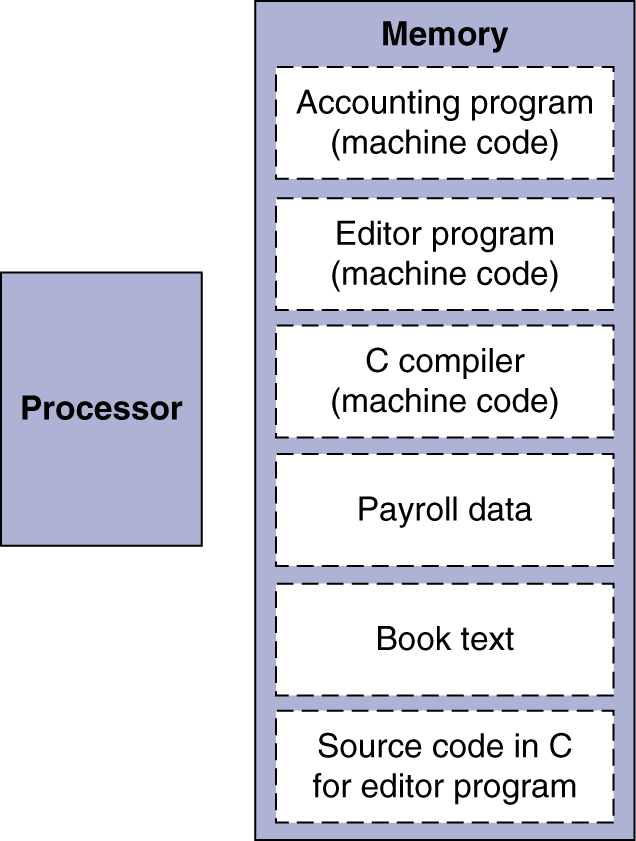 Memory
Accounting program
(machine code)
Editor program
(machine code)
C compiler
(machine code)
Processor
Payroll data
Book text
Source code in C
for editor program